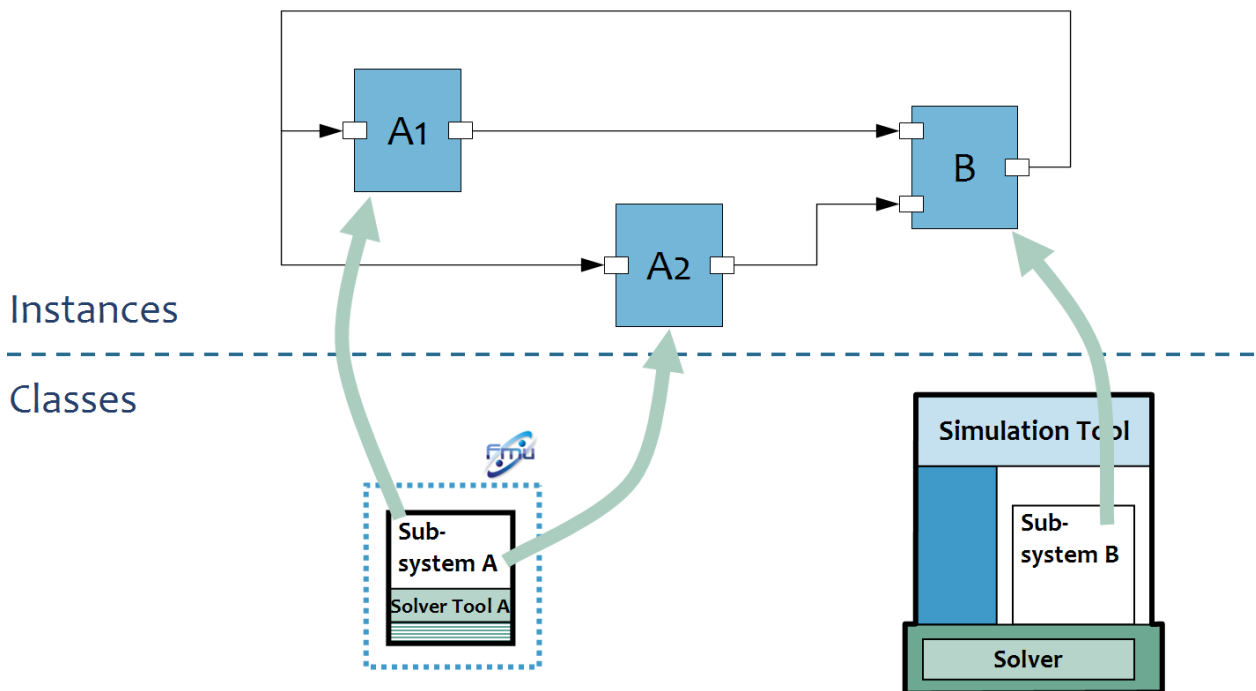 A1
B
A2
Instances
Classes
fmu
Simulation Tool
Sub-
system A
Sub-
system B
Solver Tool A
Solver